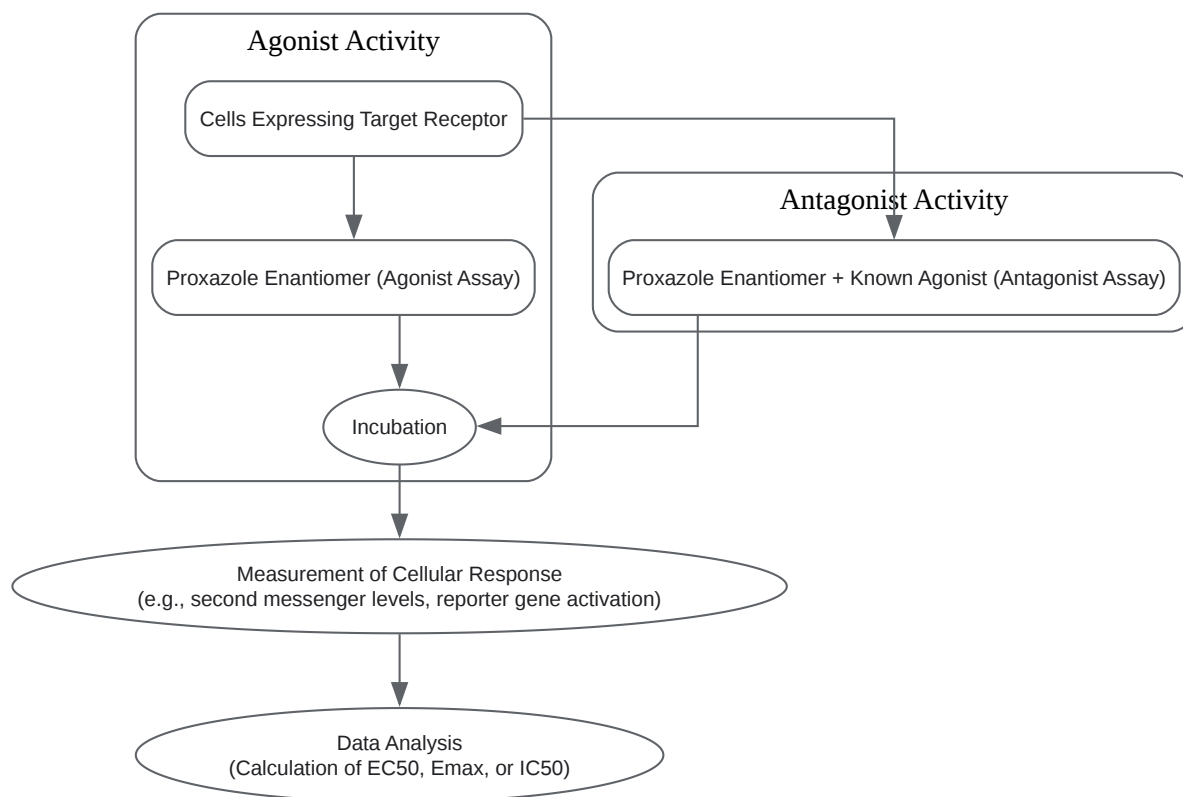 Agonist Activity
Cells Expressing Target Receptor
Antagonist Activity
Proxazole Enantiomer (Agonist Assay)
Proxazole Enantiomer + Known Agonist (Antagonist Assay)
Incubation
Measurement of Cellular Response
(e.g., second messenger levels, reporter gene activation)
Data Analysis
(Calculation of EC50, Emax, or IC50)